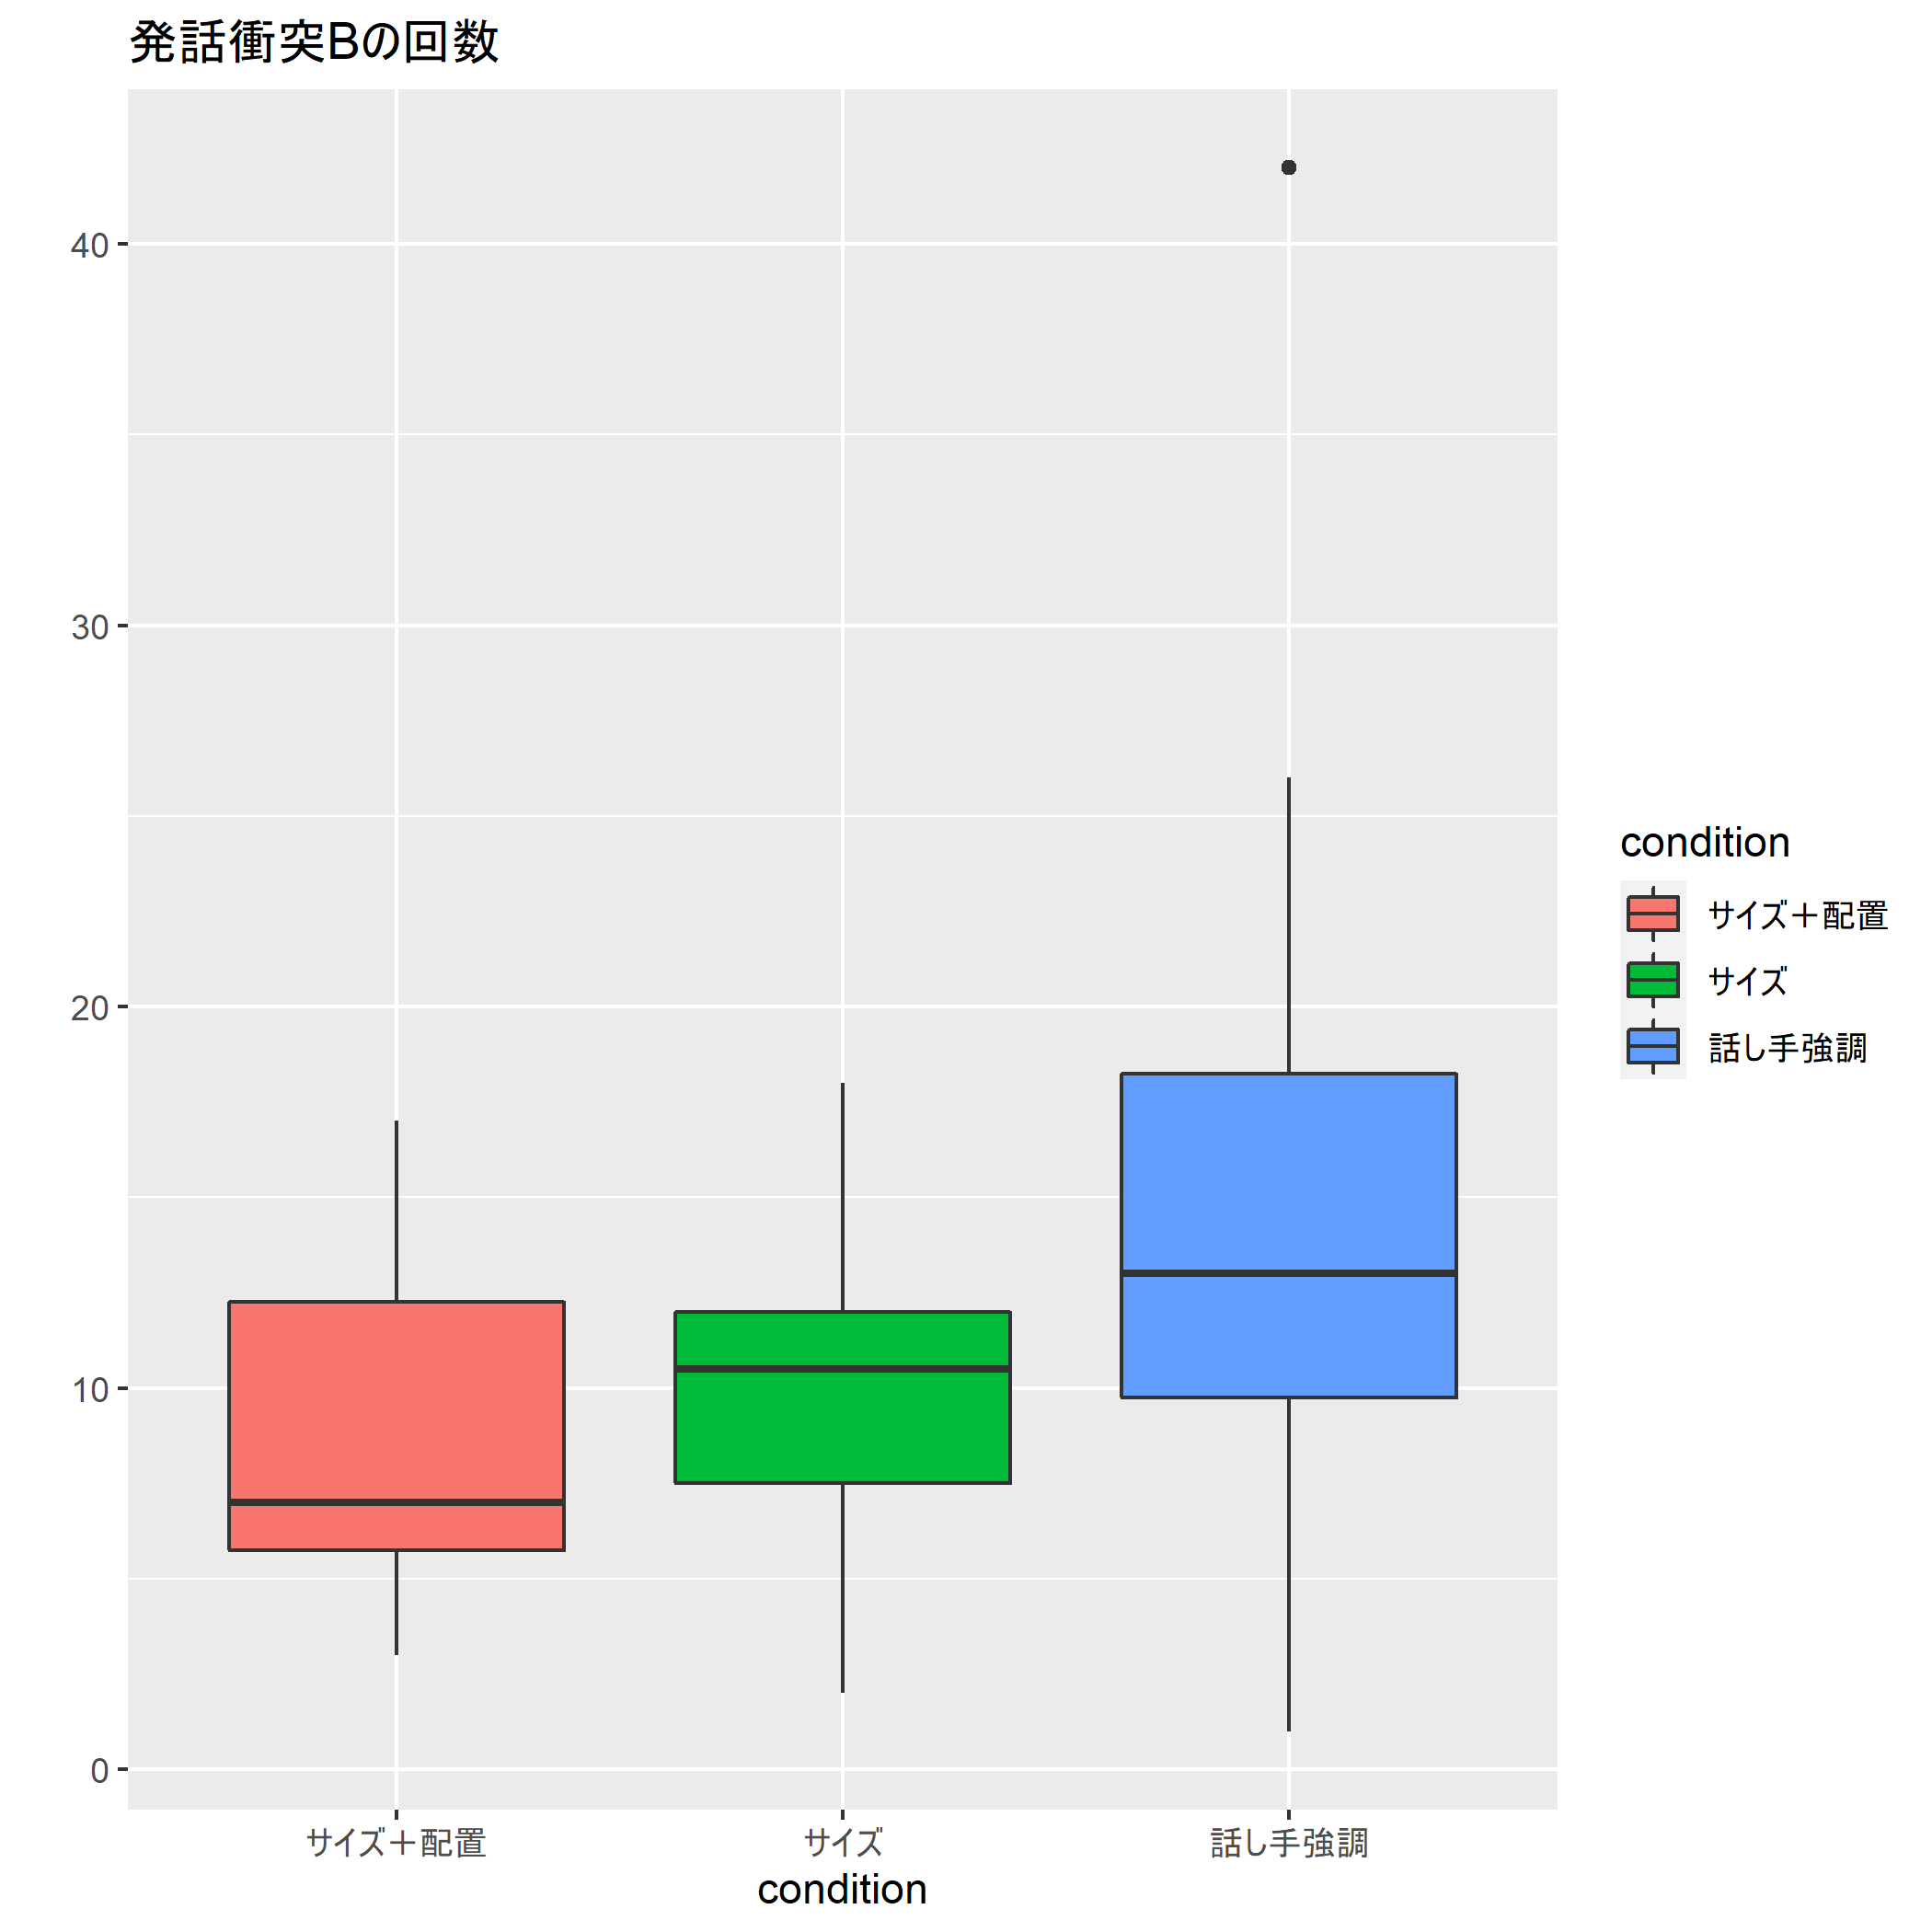 発話衝突Bの回数
40
30
20
10
0
サイズ＋配置
サイズ
話し手強調
condition
condition
サイズ＋配置
サイズ
話し手強調